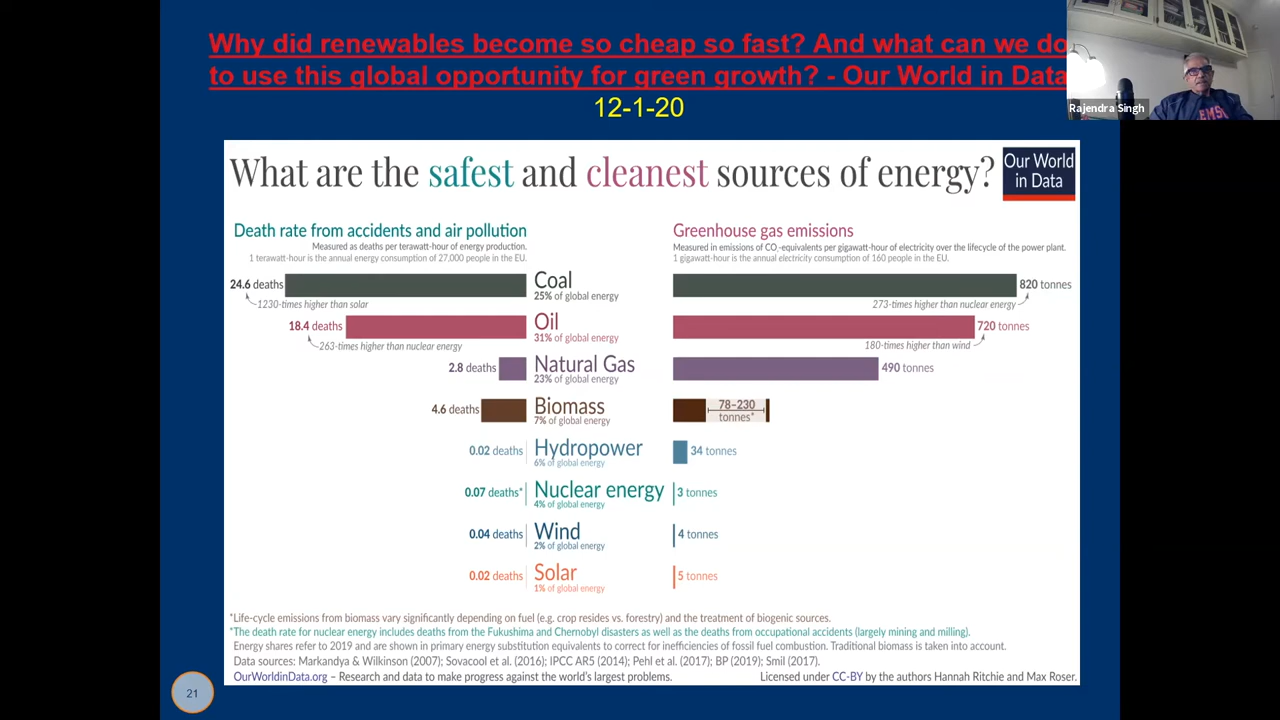 Why did renewables become so cheap so fast? And what can we do
to use this global opportunity for green growth? - Our World in Data
12-1-20
Rajendra Singh
EMS
What are the safest and cleanest sources of energy?
Our World
in Data
Death rate from accidents and air pollution
Measured as deaths per terawatt-hour of energy production.
1 terawatt-hour is the annual energy consumption of 27,000 people in the EU.
Greenhouse gas emissions
Measured in emissions of CO₂-equivalents per gigawatt-hour of electricity over the lifecycle of the power plant.
1 gigawatt-hour is the annual electricity consumption of 160 people in the EU.
24.6 deaths
Coal
25% of global energy
820 tonnes
1230-times higher than solar
273-times higher than nuclear energy
18.4 deaths
Oil
31% of global energy
720 tonnes
263-times higher than nuclear energy
180-times higher than wind
2.8 deaths
Natural Gas
23% of global energy
490 tonnes
4.6 deaths
Biomass
7% of global energy
78–230
tonnes*
0.02 deaths
Hydropower
6% of global energy
34 tonnes
0.07 deaths*
Nuclear energy
4% of global energy
3 tonnes
0.04 deaths
Wind
2% of global energy
4 tonnes
0.02 deaths
Solar
1% of global energy
5 tonnes
*Life-cycle emissions from biomass vary significantly depending on fuel (e.g. crop resides vs. forestry) and the treatment of biogenic sources.
*The death rate for nuclear energy includes deaths from the Fukushima and Chernobyl disasters as well as the deaths from occupational accidents (largely mining and milling).
Energy shares refer to 2019 and are shown in primary energy substitution equivalents to correct for inefficiencies of fossil fuel combustion. Traditional biomass is taken into account.
Data sources: Markandya & Wilkinson (2007); Sovacool et al. (2016); IPCC AR5 (2014); Pehl et al. (2017); BP (2019); Smil (2017).
OurWorldinData.org – Research and data to make progress against the world's largest problems.
Licensed under CC-BY by the authors Hannah Ritchie and Max Roser.
21